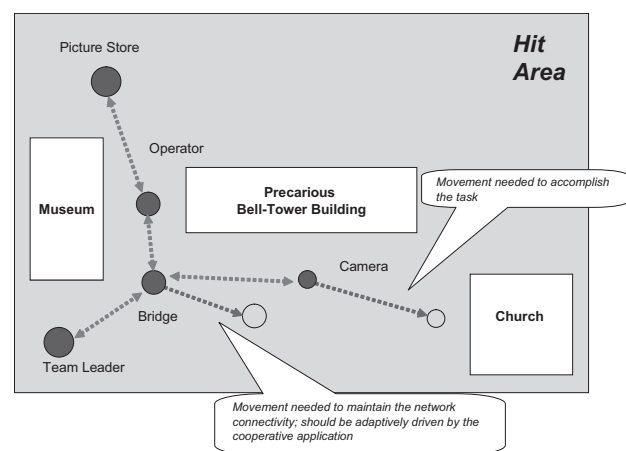 Picture Store
Hit
Area
Operator
Museum
Precarious
Bell-Tower Building
Movement needed to accomplish
the task
Camera
Bridge
Church
Team Leader
Movement needed to maintain the network
connectivity; should be adaptively driven by the
cooperative application